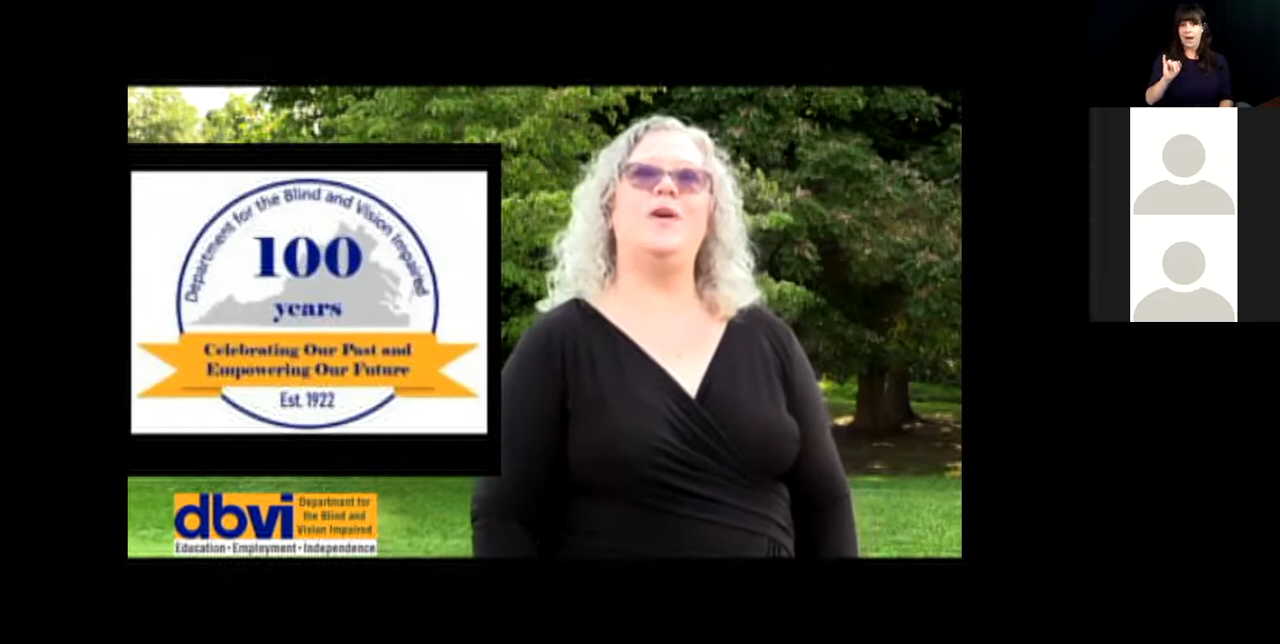 Department for the Blind and Vision Impaired
100
years
Celebrating Our Past and
Empowering Our Future
Est. 1922
dbvi
Department for
the Blind and
Vision Impaired
Education · Employment · Independence